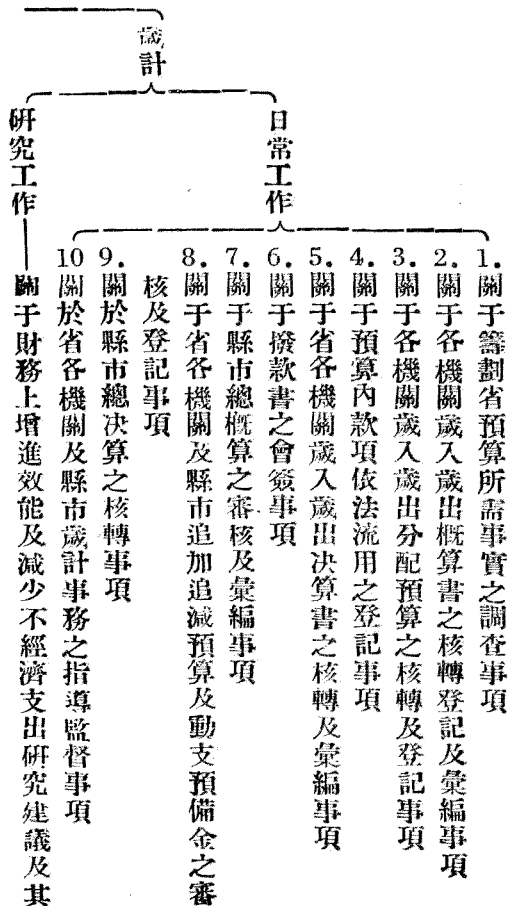 歲計
日常工作
1.關于籌劃省預算所需事實之調查事項
2.關于各機關歲入歲出概算書之核轉登記及彙編事項
3.關于各機關歲入歲出分配預算之核轉及登記事項
4.關于預算內款項依法流用之登記事項
5.關于省各機關歲入歲出决算書之核轉及彙編事項
6.關于撥款書之會簽事項
7.關于縣市總概算之審核及彙編事項
8.關于省各機關及縣市追加追減預算及動支預備金之審
核及登記事項
9.關於縣市總決算之核轉事項
10關於省各機關及縣市歲計事務之指導監督事項
研究工作
關于財務上增進效能及減少不經濟支出研究建議及其